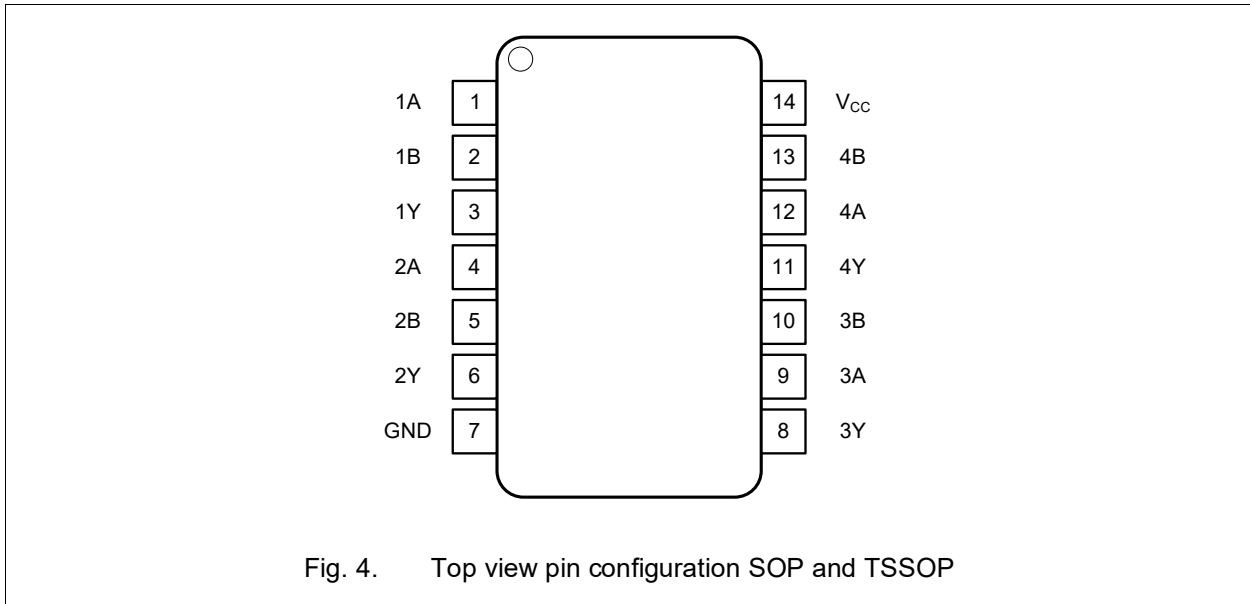 1A 1 14 VCC
1B 2 13 4B
1Y 3 12 4A
2A 4 11 4Y
2B 5 10 3B
2Y 6 9 3A
GND 7 8 3Y
Fig. 4. Top view pin configuration SOP and TSSOP